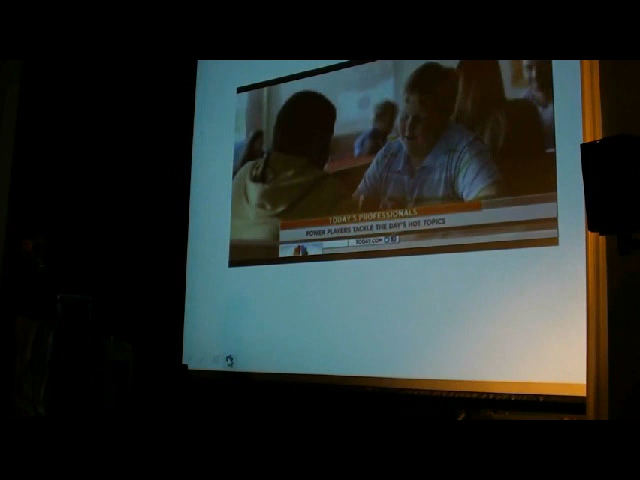 TODAY'S PROFESSIONALS
POWER PLAYERS TACKLE THE DAY'S HOT TOPICS
TODAY.COM